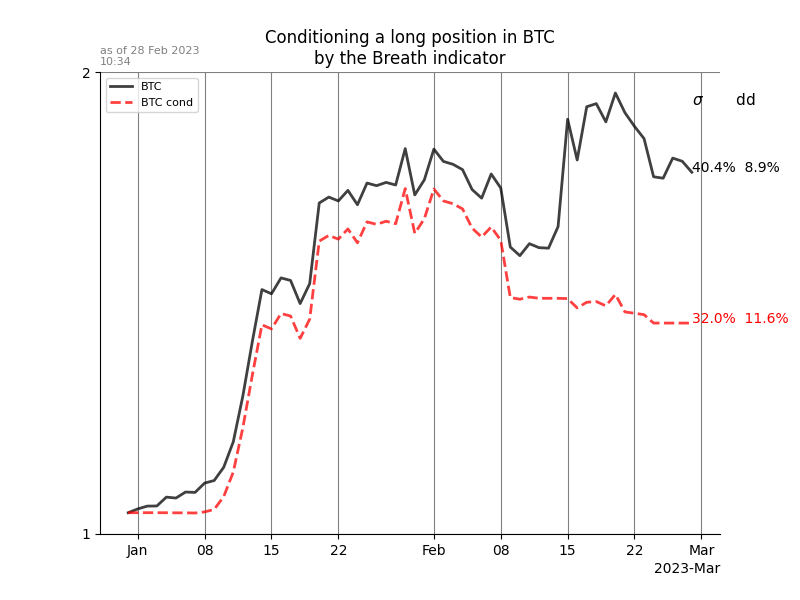 Conditioning a long position in BTC
by the Breath indicator
as of 28 Feb 2023
10:34
2
BTC
BTC cond
σ dd
40.4% 8.9%
32.0% 11.6%
1
Jan 08 15 22 Feb 08 15 22 Mar
2023-Mar